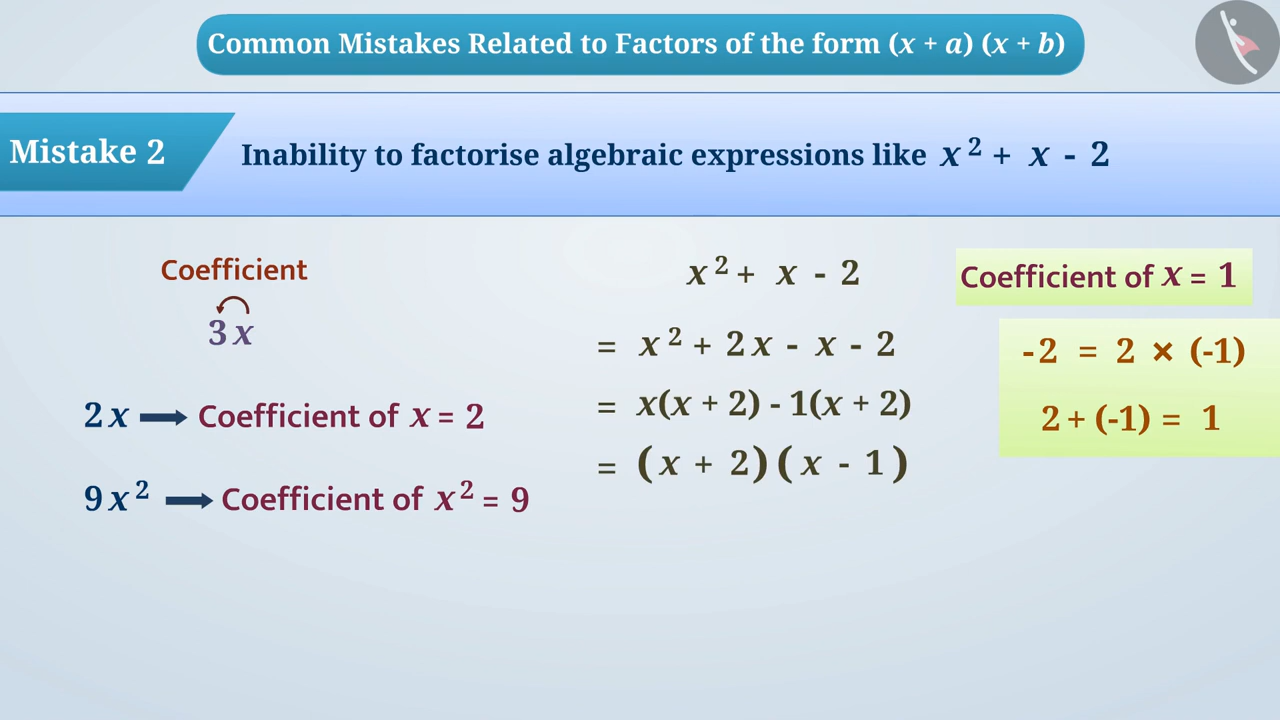 Common Mistakes Related to Factors of the form (x + a) (x + b)
Mistake 2
Inability to factorise algebraic expressions like x² + x - 2
Coefficient
3x
2x → Coefficient of x = 2
9x² → Coefficient of x² = 9
x² + x - 2
= x² + 2x - x - 2
= x(x + 2) - 1(x + 2)
= (x + 2)(x - 1)
Coefficient of x = 1
-2 = 2 × (-1)
2 + (-1) = 1